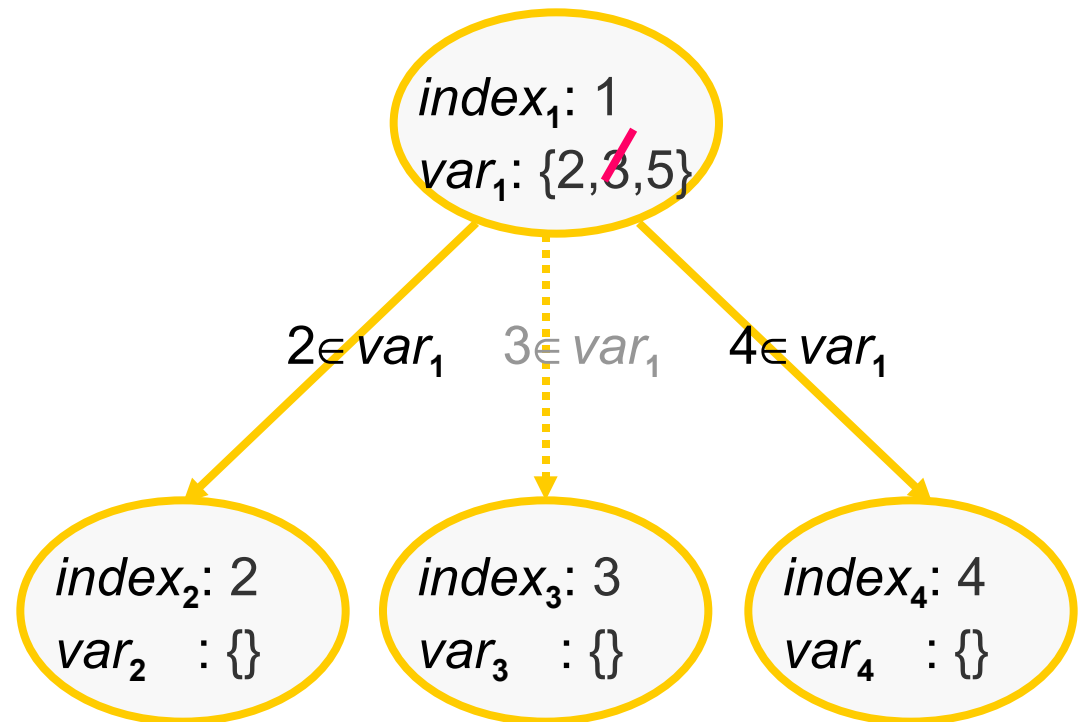 index₁: 1
var₁: {2,3,5}
2∈ var₁
3∈ var₁
4∈ var₁
index₂: 2
var₂ : {}
index₃: 3
var₃ : {}
index₄: 4
var₄ : {}